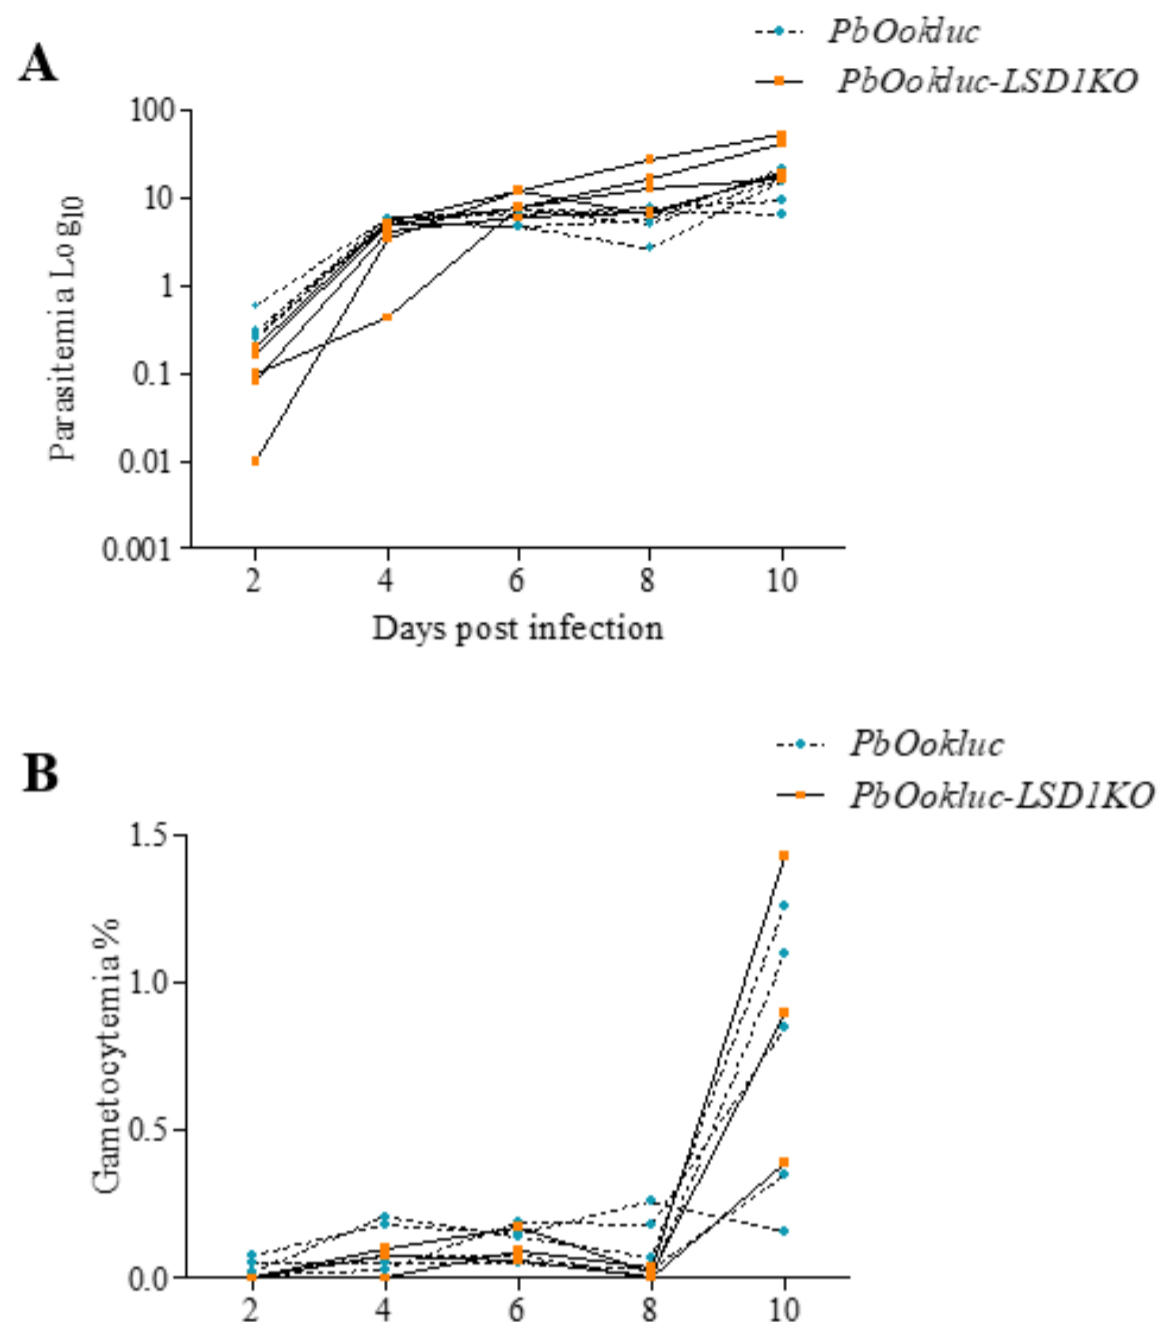 A
PbOokluc
PbOokluc-LSD1KO
100
10
1
0.1
0.01
0.001
Parasitemia Log10
2 4 6 8 10
Days post infection
B
PbOokluc
PbOokluc-LSD1KO
1.5
1.0
0.5
0.0
Gametocytemia%
2 4 6 8 10